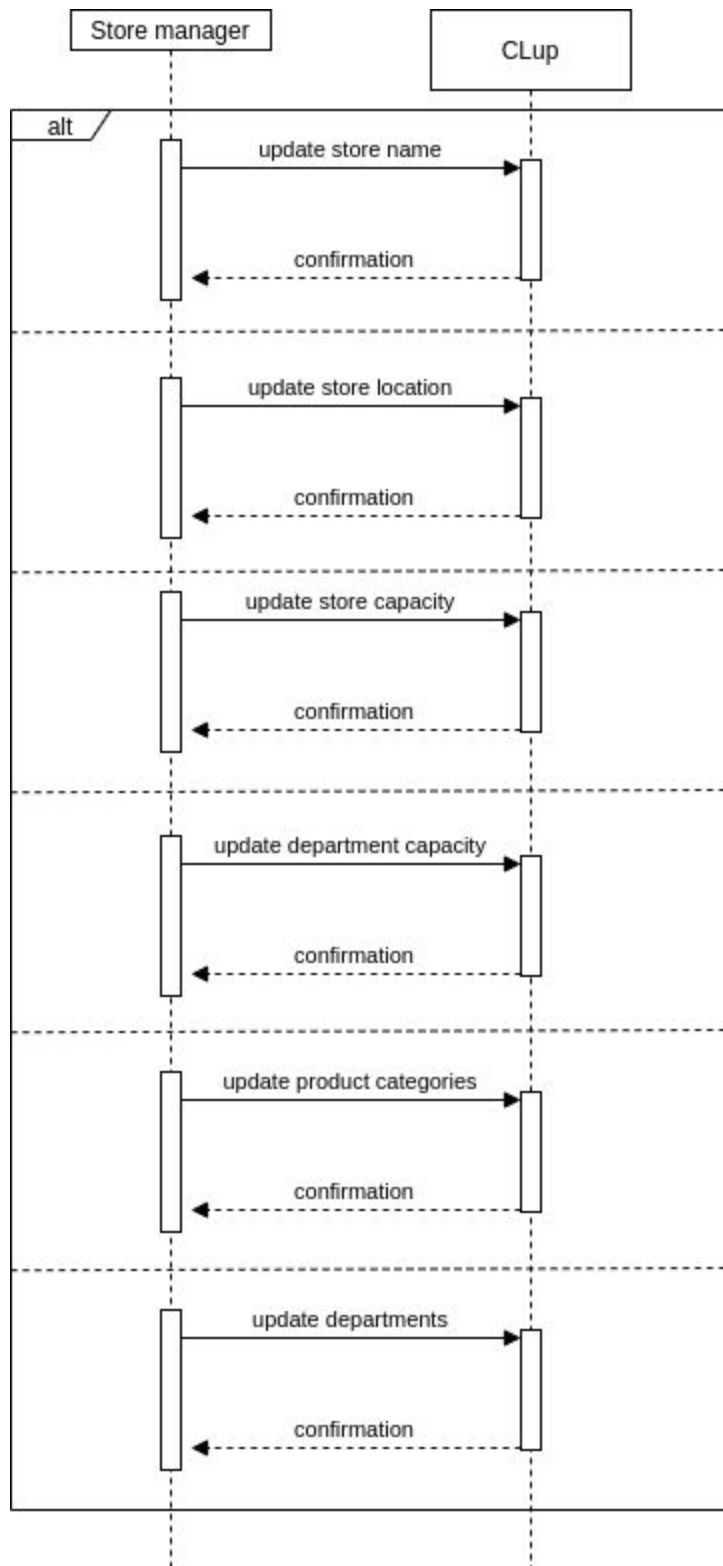 Store manager
CLup
alt
update store name
confirmation
update store location
confirmation
update store capacity
confirmation
update department capacity
confirmation
update product categories
confirmation
update departments
confirmation